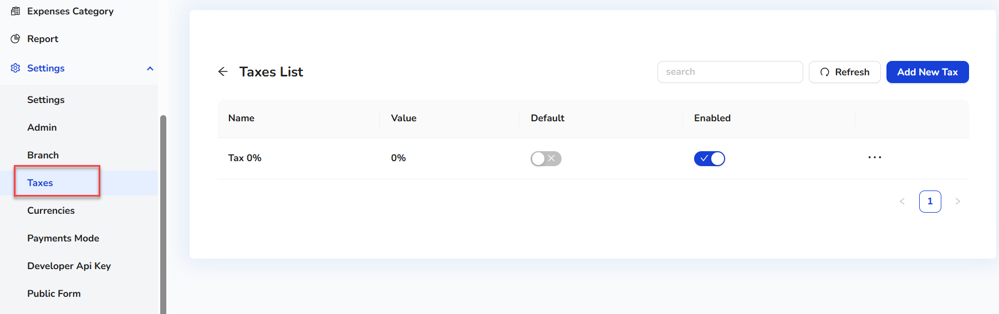 Expenses Category
Report
Settings
Settings
Admin
Branch
Taxes
Currencies
Payments Mode
Developer Api Key
Public Form
Taxes List
search
Refresh
Add New Tax
Name Value Default Enabled
Tax 0% 0%
1